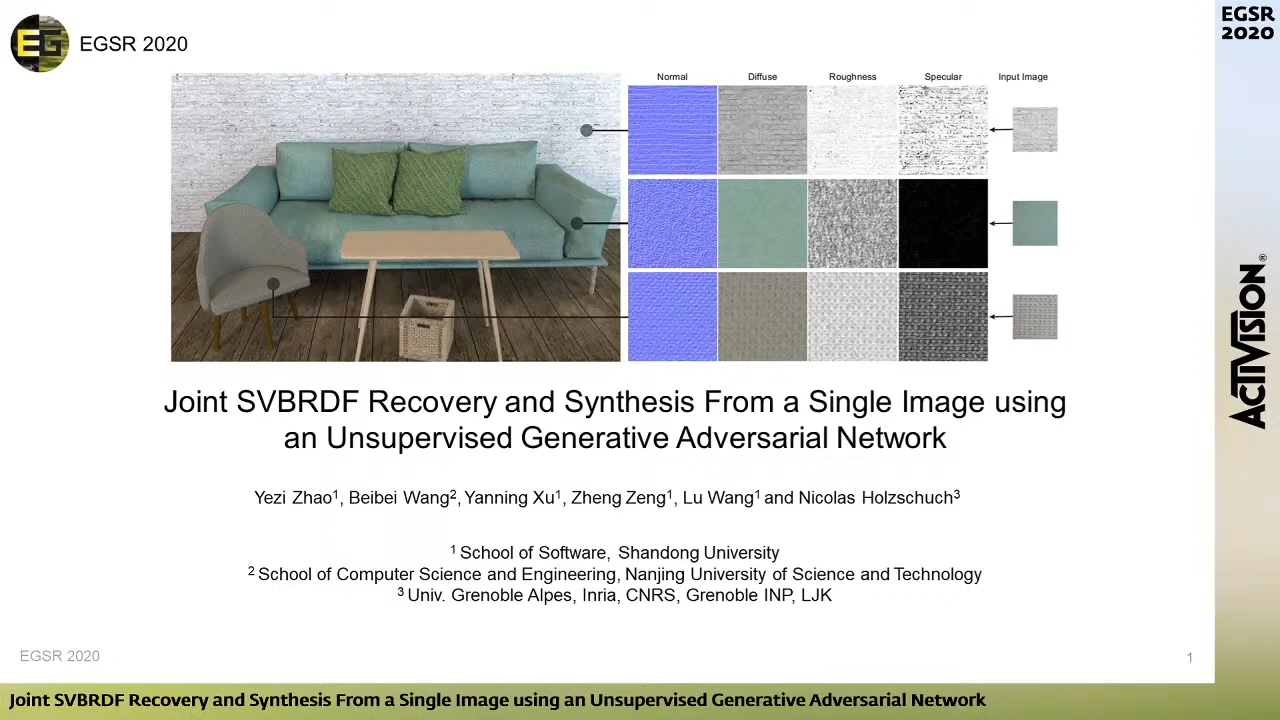 EG
EGSR 2020
EGSR
2020
Normal
Diffuse
Roughness
Specular
Input Image
ACTIVISION®
Joint SVBRDF Recovery and Synthesis From a Single Image using
an Unsupervised Generative Adversarial Network
Yezi Zhao1, Beibei Wang2, Yanning Xu1, Zheng Zeng1, Lu Wang1 and Nicolas Holzschuch3
1 School of Software, Shandong University
2 School of Computer Science and Engineering, Nanjing University of Science and Technology
3 Univ. Grenoble Alpes, Inria, CNRS, Grenoble INP, LJK
EGSR 2020
1
Joint SVBRDF Recovery and Synthesis From a Single Image using an Unsupervised Generative Adversarial Network